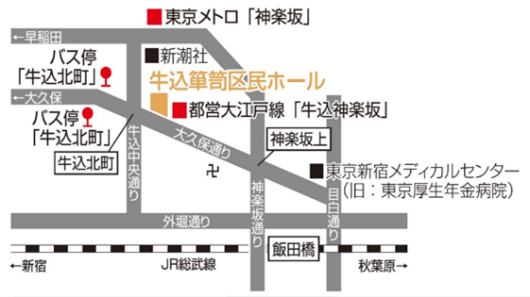 東京メトロ「神楽坂」
←早稲田
バス停
「牛込北町」
新潮社
牛込箪笥区民ホール
←大久保
都営大江戸線「牛込神楽坂」
バス停
「牛込北町」
大久保通り
神楽坂上
牛込北町
牛込中央通り
卍
東京新宿メディカルセンター
（旧：東京厚生年金病院）
神楽坂通り
目白通り
外堀通り
飯田橋
←新宿
JR総武線
秋葉原→